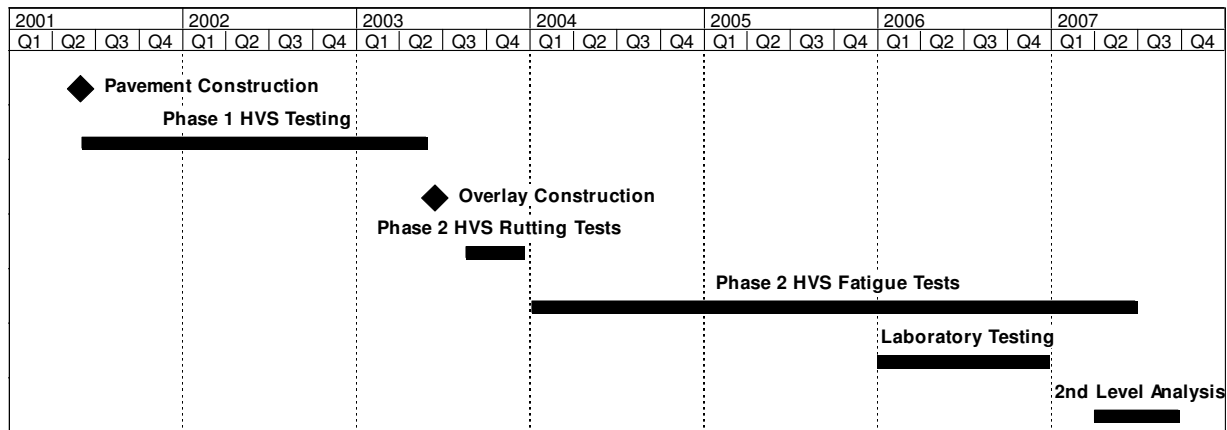 2001 2002 2003 2004 2005 2006 2007
Q1 Q2 Q3 Q4 Q1 Q2 Q3 Q4 Q1 Q2 Q3 Q4 Q1 Q2 Q3 Q4 Q1 Q2 Q3 Q4 Q1 Q2 Q3 Q4 Q1 Q2 Q3 Q4
Pavement Construction
Phase 1 HVS Testing
Overlay Construction
Phase 2 HVS Rutting Tests
Phase 2 HVS Fatigue Tests
Laboratory Testing
2nd Level Analysis